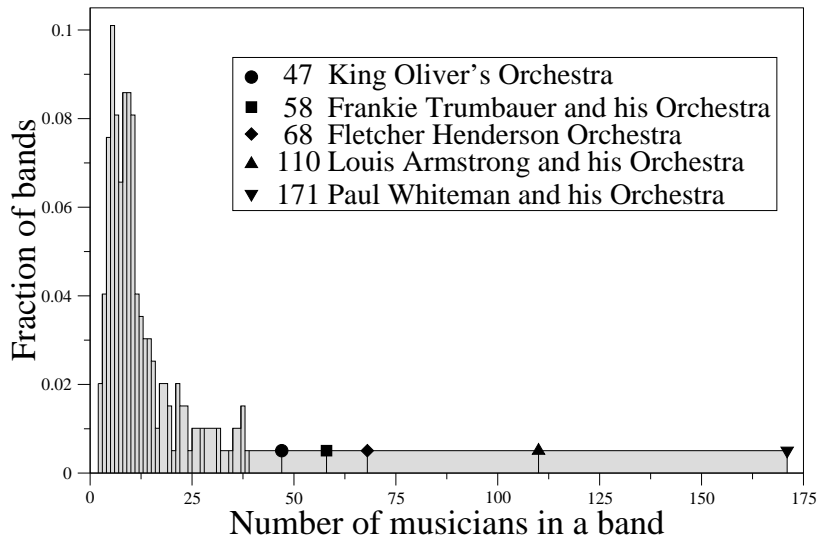 0.1
0.08
0.06
0.04
0.02
0
Fraction of bands
47 King Oliver's Orchestra
58 Frankie Trumbauer and his Orchestra
68 Fletcher Henderson Orchestra
110 Louis Armstrong and his Orchestra
171 Paul Whiteman and his Orchestra
0 25 50 75 100 125 150 175
Number of musicians in a band